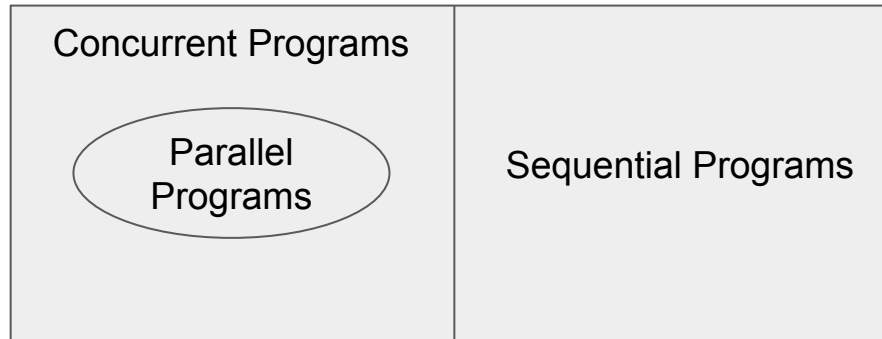 Concurrent Programs
Parallel
Programs
Sequential Programs